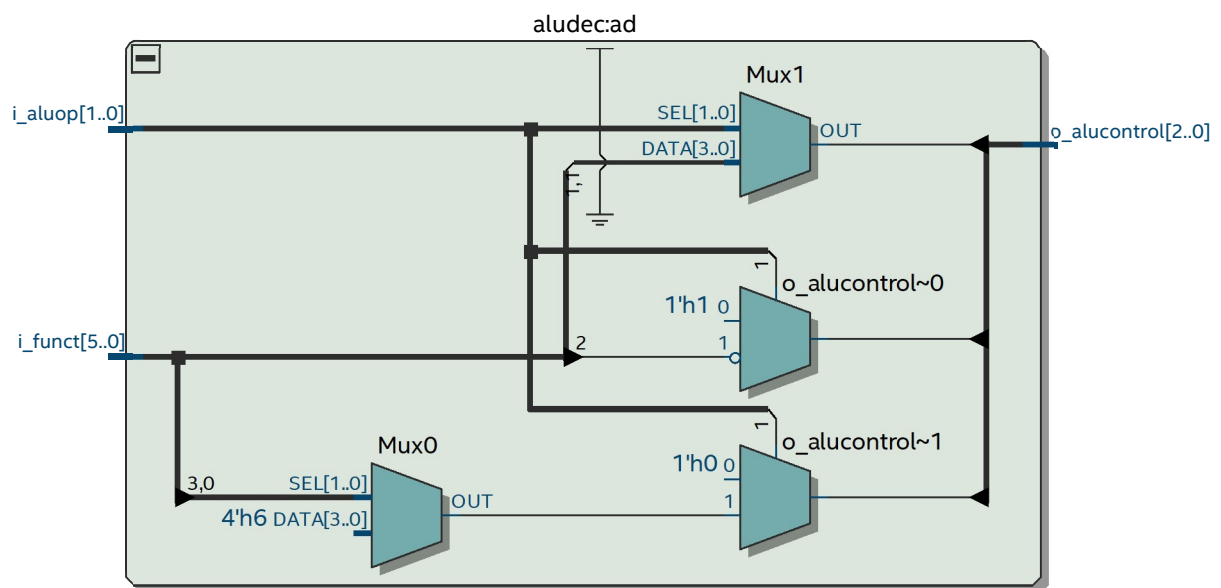 aludec:ad
Mux1
i_aluop[1..0]
SEL[1..0]
OUT
o_alucontrol[2..0]
DATA[3..0]
1,1
1
o_alucontrol~0
1'h1 0
i_funct[5..0]
2
1
1
o_alucontrol~1
Mux0
1'h0 0
3,0
SEL[1..0]
OUT
1
4'h6 DATA[3..0]